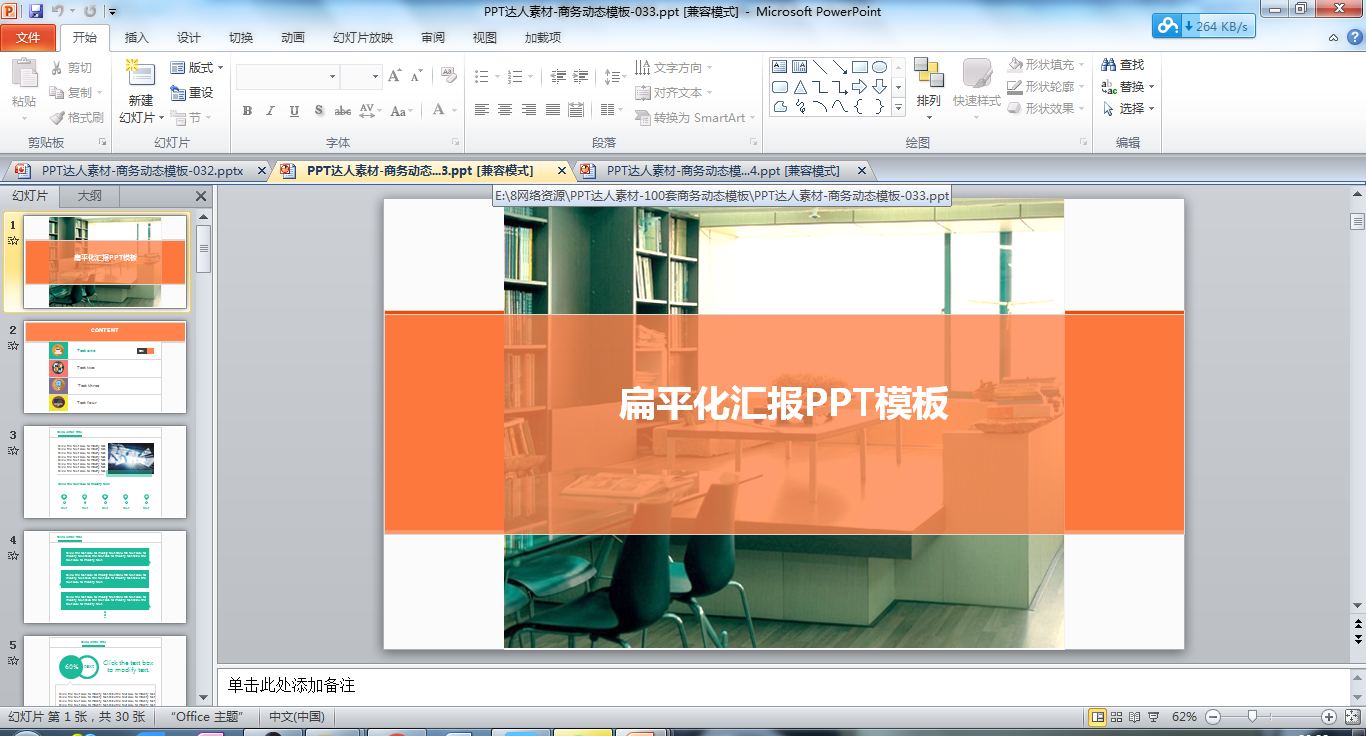 PPT达人素材-商务动态模板-033.ppt [兼容模式] - Microsoft PowerPoint
264 KB/s
文件 开始 插入 设计 切换 动画 幻灯片放映 审阅 视图 加载项
粘贴
剪切
复制
格式刷
剪贴板
新建
幻灯片
版式
重设
节
幻灯片
B I U S abc AV Aa A
字体
文字方向
对齐文本
转换为 SmartArt
段落
排列
快速样式
形状填充
形状轮廓
形状效果
绘图
查找
替换
选择
编辑
PPT达人素材-商务动态模板-032.pptx
PPT达人素材-商务动态...3.ppt [兼容模式]
PPT达人素材-商务动态模...4.ppt [兼容模式]
E:\8网络资源\PPT达人素材-100套商务动态模板\PPT达人素材-商务动态模板-033.ppt
幻灯片 大纲
1
扁平化汇报PPT模板
2
CONTENT
Text one
Text two
Text three
Text four
3
4
5
60%
TEXT
Click the text box
to modify text.
扁平化汇报PPT模板
单击此处添加备注
幻灯片 第 1 张，共 30 张
“Office 主题”
中文(中国)
62%